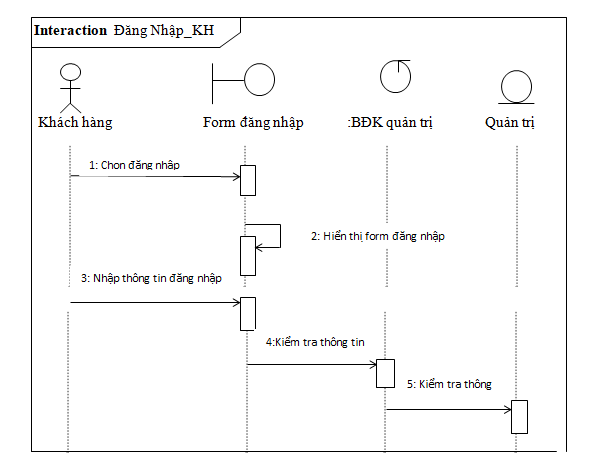 Interaction Đăng Nhập_KH
Khách hàng
Form đăng nhập
:BĐK quản trị
Quản trị
1: Chọn đăng nhập
2: Hiển thị form đăng nhập
3: Nhập thông tin đăng nhập
4:Kiểm tra thông tin
5: Kiểm tra thông